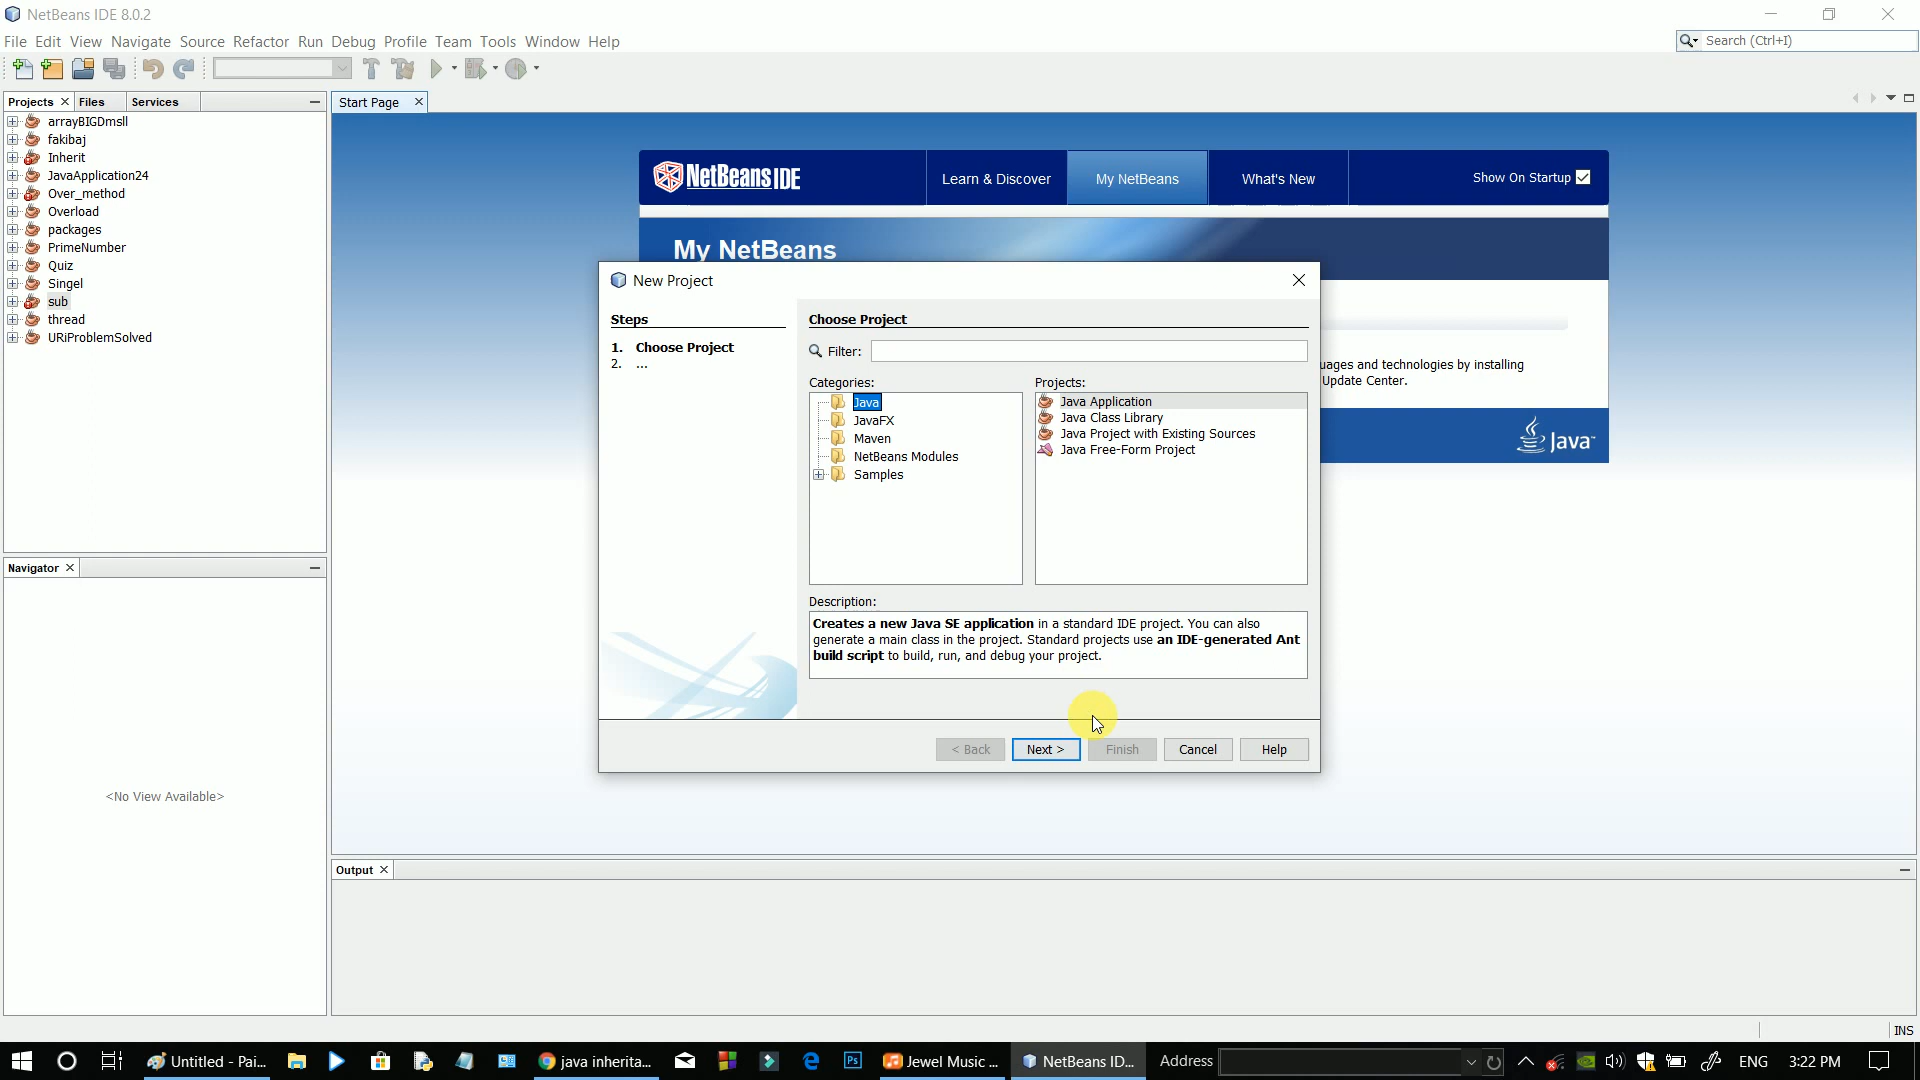 NetBeans IDE 8.0.2
File Edit View Navigate Source Refactor Run Debug Profile Team Tools Window Help
Search (Ctrl+I)
Projects Files Services
arrayBIGDmsll
fakibaj
Inherit
JavaApplication24
Over_method
Overload
packages
PrimeNumber
Quiz
Singel
sub
thread
URiProblemSolved
Navigator
<No View Available>
Start Page
NetBeans IDE
Learn & Discover
My NetBeans
What's New
Show On Startup
My NetBeans
uages and technologies by installing
Update Center.
Java
New Project
Steps
1. Choose Project
2. ...
Choose Project
Filter:
Categories:
Java
JavaFX
Maven
NetBeans Modules
Samples
Projects:
Java Application
Java Class Library
Java Project with Existing Sources
Java Free-Form Project
Description:
Creates a new Java SE application in a standard IDE project. You can also
generate a main class in the project. Standard projects use an IDE-generated Ant
build script to build, run, and debug your project.
< Back Next > Finish Cancel Help
Output
INS
Untitled - Pai...
java inherita...
Ps
Jewel Music ...
NetBeans ID...
Address
ENG
3:22 PM